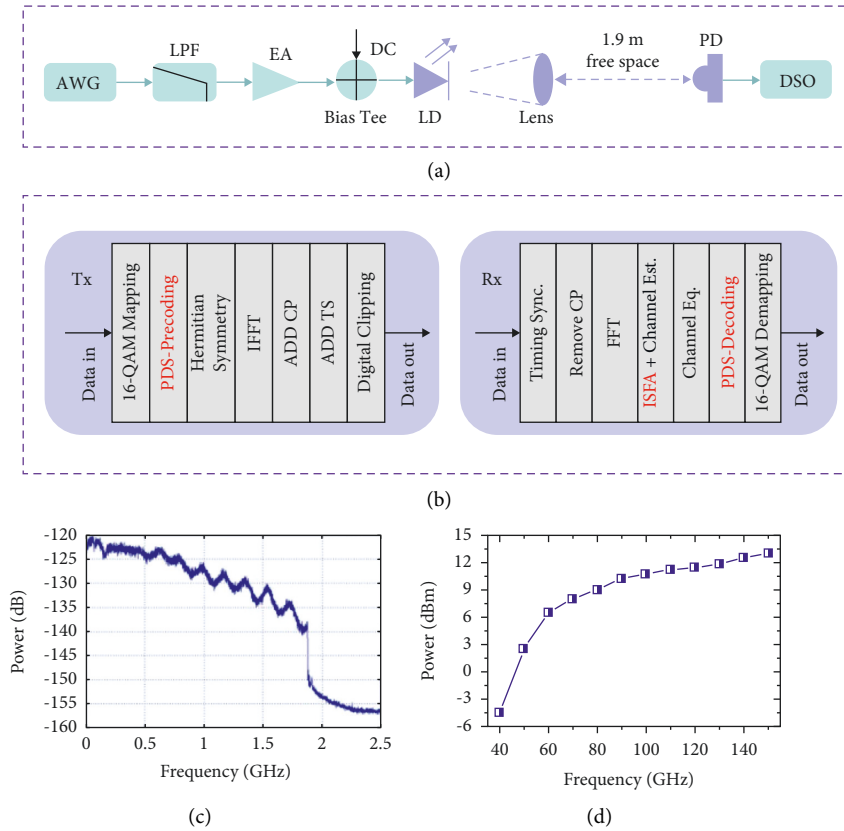 LPF
EA
DC
1.9 m
free space
PD
AWG
DSO
Bias Tee
LD
Lens
(a)
Tx
Data in
16-QAM Mapping
PDS-Precoding
Hermitian
Symmetry
IFFT
ADD CP
ADD TS
Digital Clipping
Data out
Rx
Data in
Timing Sync.
Remove CP
FFT
ISFA + Channel Est.
Channel Eq.
PDS-Decoding
16-QAM Demapping
Data out
(b)
Power (dB)
-120
-125
-130
-135
-140
-145
-150
-155
-160
0
0.5
1
1.5
2
2.5
Frequency (GHz)
(c)
Power (dBm)
15
12
9
6
3
0
-3
-6
40
60
80
100
120
140
Frequency (GHz)
(d)